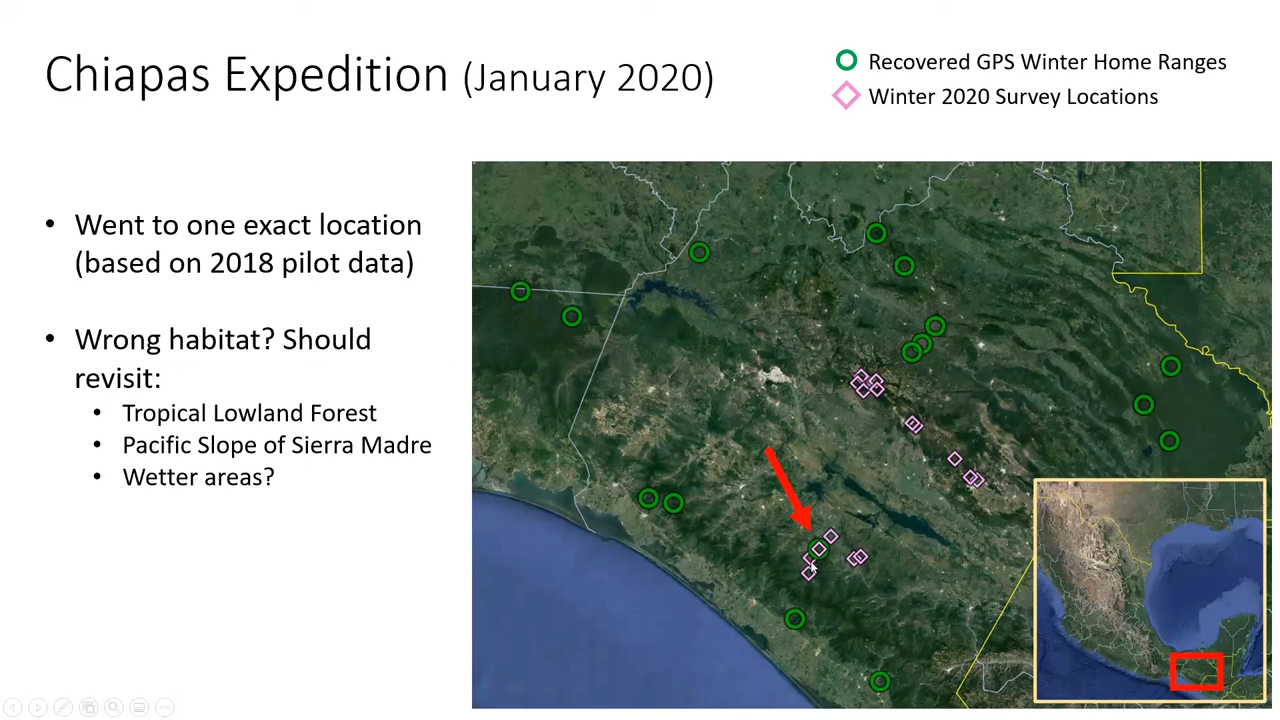 Chiapas Expedition (January 2020)
Recovered GPS Winter Home Ranges
Winter 2020 Survey Locations
• Went to one exact location
(based on 2018 pilot data)
• Wrong habitat? Should
revisit:
• Tropical Lowland Forest
• Pacific Slope of Sierra Madre
• Wetter areas?